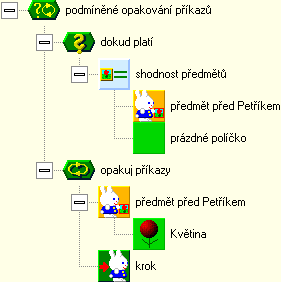 podmíněné opakování příkazů
dokud platí
shodnost předmětů
předmět před Petříkem
prázdné políčko
opakuj příkazy
předmět před Petříkem
Květina
krok